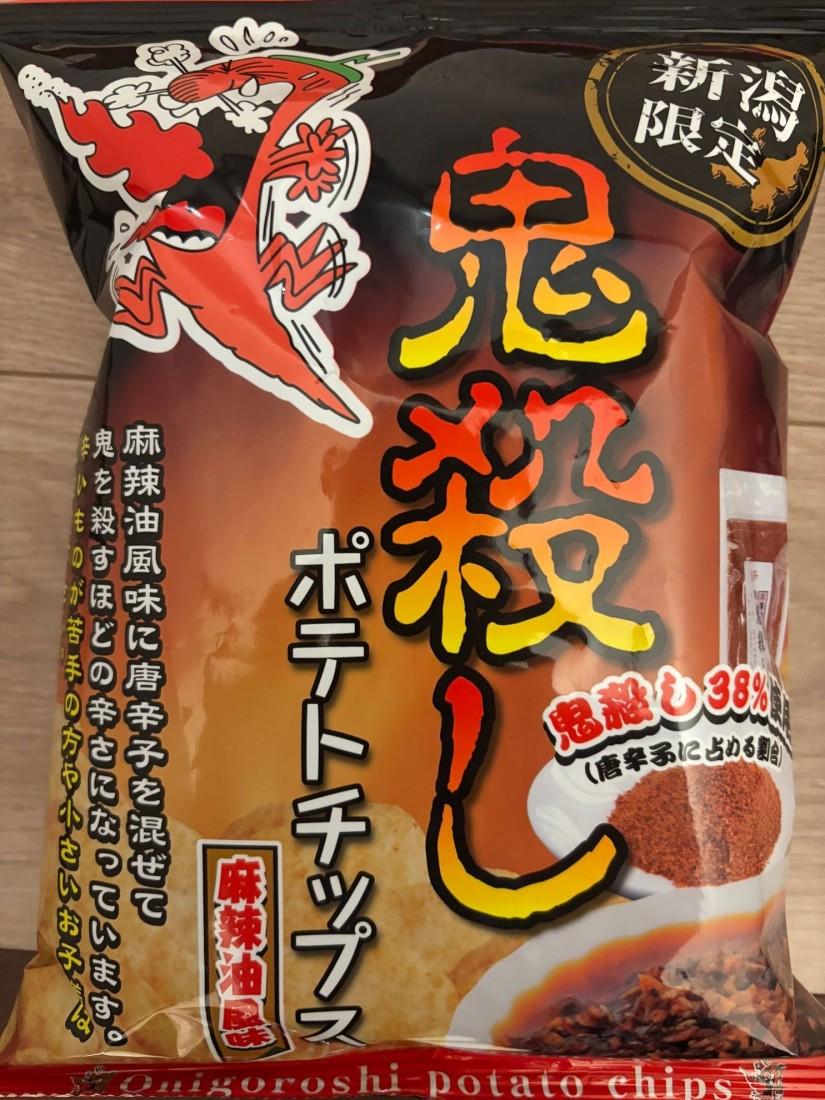 新潟
限定
鬼殺し
ポテトチップス
麻辣油風味
鬼殺し38%使用
(唐辛子に占める割合)
麻辣油風味に唐辛子を混ぜて
鬼を殺すほどの辛さになっています。
辛いものが苦手の方や小さいお子様は
Onigoroshi potato chips